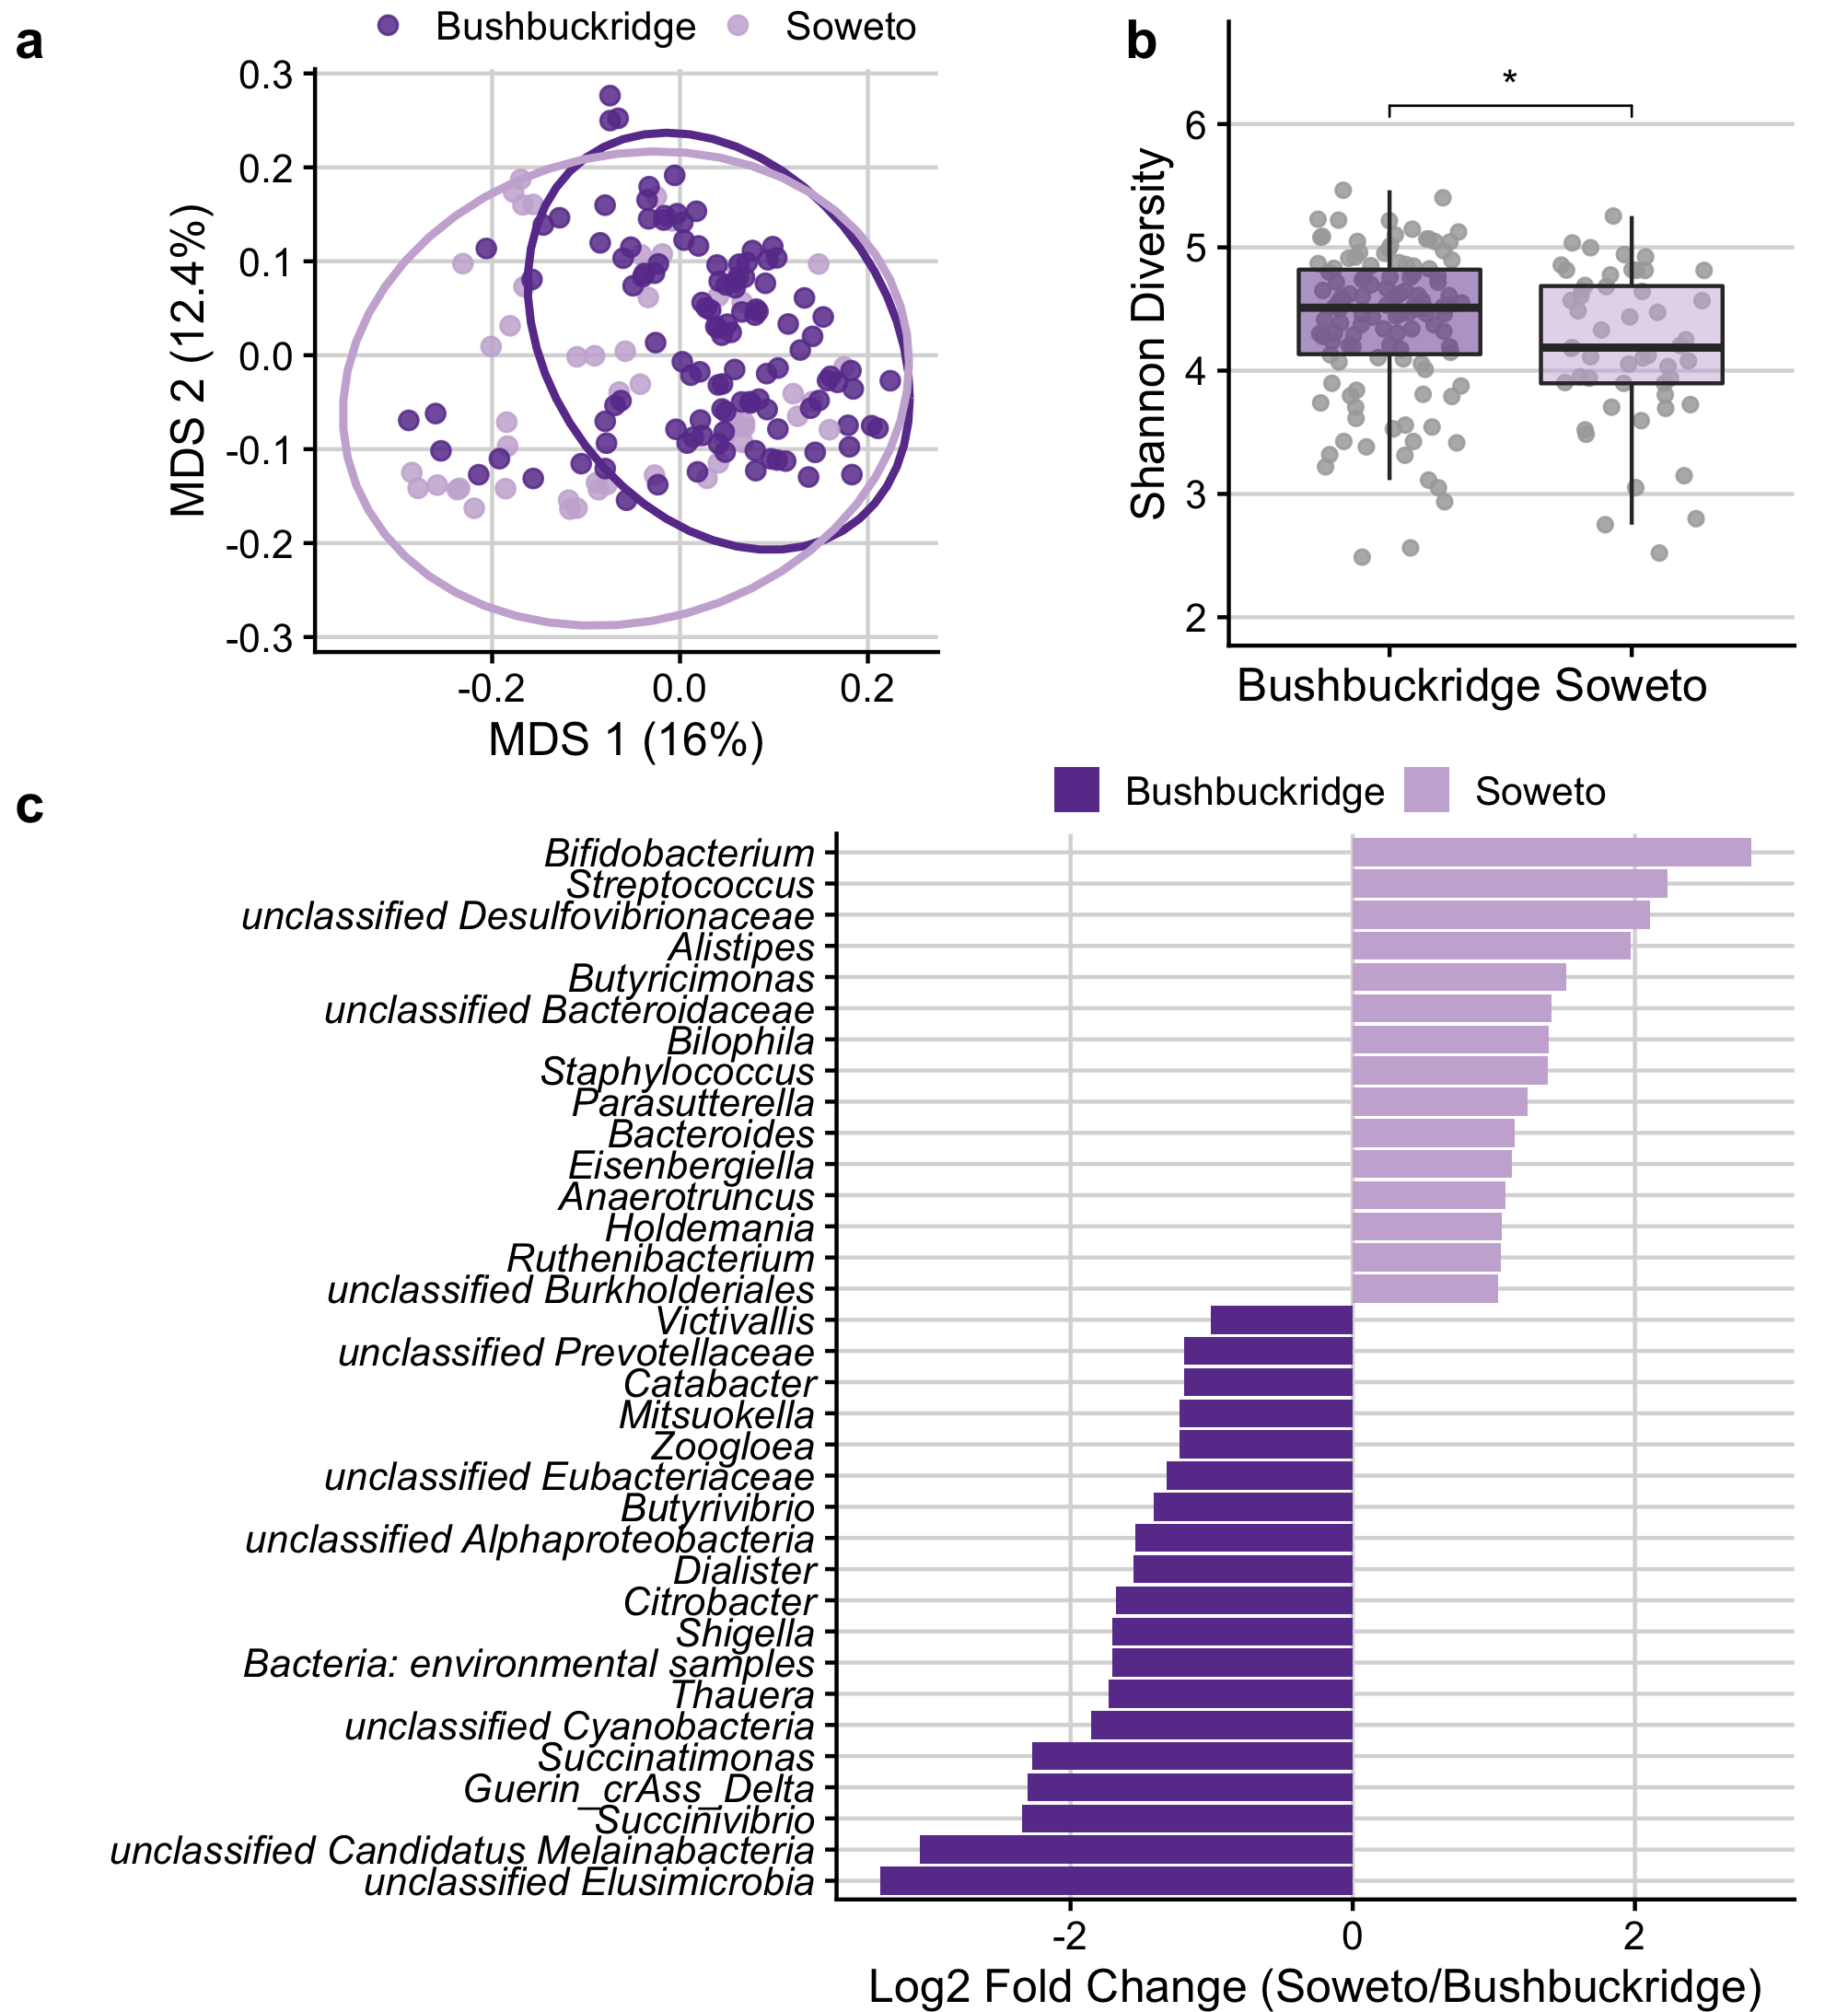 a
Bushbuckridge Soweto
0.3
0.2
0.1
0.0
-0.1
-0.2
-0.3
MDS 2 (12.4%)
-0.2 0.0 0.2
MDS 1 (16%)
b
*
6
5
4
3
2
Shannon Diversity
Bushbuckridge Soweto
c
Bushbuckridge Soweto
Bifidobacterium
Streptococcus
unclassified Desulfovibrionaceae
Alistipes
Butyricimonas
unclassified Bacteroidaceae
Bilophila
Staphylococcus
Parasutterella
Bacteroides
Eisenbergiella
Anaerotruncus
Holdemania
Ruthenibacterium
unclassified Burkholderiales
Victivallis
unclassified Prevotellaceae
Catabacter
Mitsuokella
Zoogloea
unclassified Eubacteriaceae
Butyrivibrio
unclassified Alphaproteobacteria
Dialister
Citrobacter
Shigella
Bacteria: environmental samples
Thauera
unclassified Cyanobacteria
Succinatimonas
Guerin_crAss_Delta
Succinivibrio
unclassified Candidatus Melainabacteria
unclassified Elusimicrobia
-2 0 2
Log2 Fold Change (Soweto/Bushbuckridge)